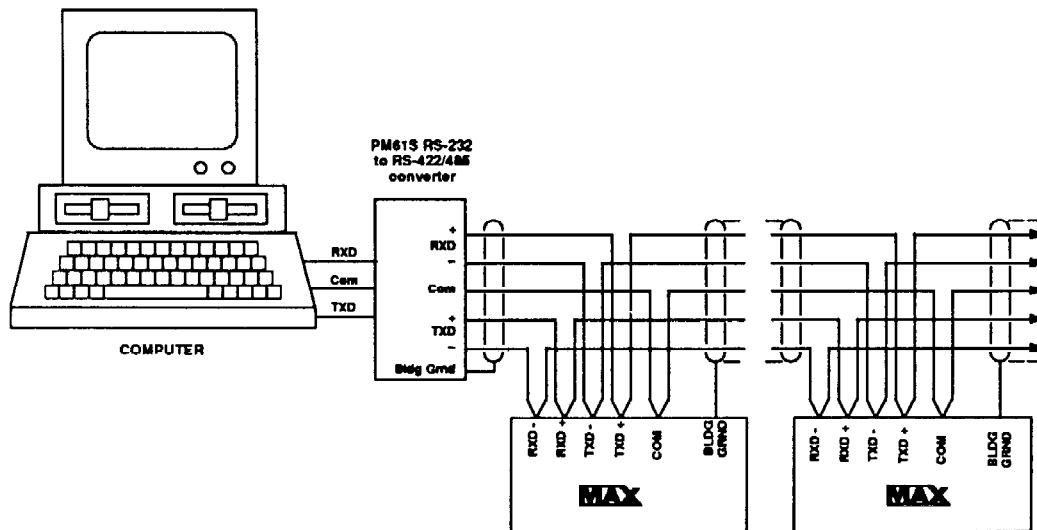 PM61S RS-232
to RS-422/485
converter
RXD
Com
TXD
+
RXD
−
Com
+
TXD
−
Bldg Grnd
COMPUTER
RXD -
RXD +
TXD -
TXD +
COM
BLDG
GRND
MAX
RXD -
RXD +
TXD -
TXD +
COM
BLDG
GRND
MAX